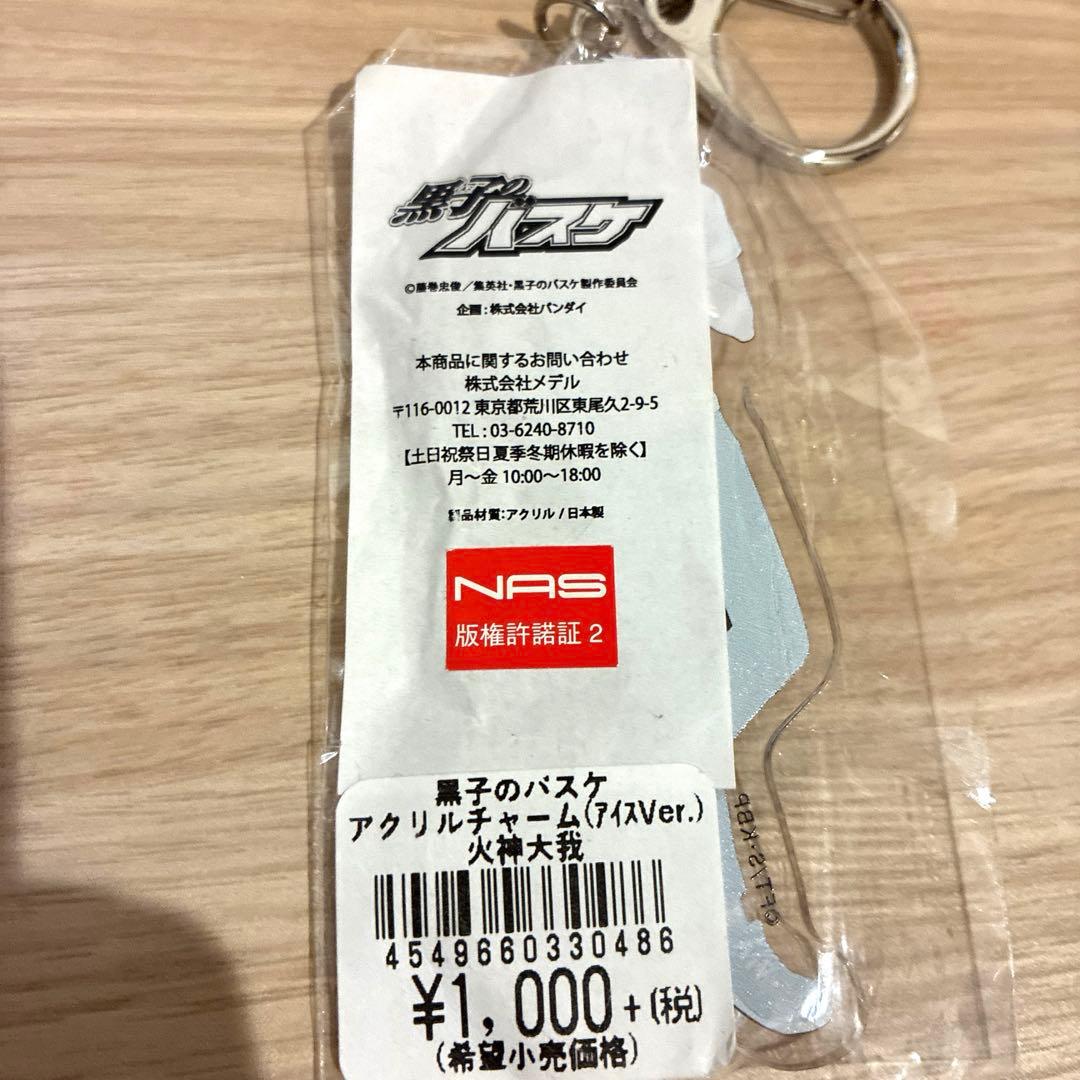 黒子の
バスケ
©藤巻忠俊／集英社・黒子のバスケ製作委員会
企画：株式会社バンダイ
本商品に関するお問い合わせ
株式会社メデル
〒116-0012 東京都荒川区東尾久2-9-5
TEL：03-6240-8710
【土日祝祭日夏季冬期休暇を除く】
月～金 10:00～18:00
製品材質：アクリル / 日本製
NAS
版権許諾証 2
黒子のバスケ
アクリルチャーム(ｱｲｽVer.)
火神大我
4549660330486
¥1,000+(税)
(希望小売価格)
©FT/S・KBP